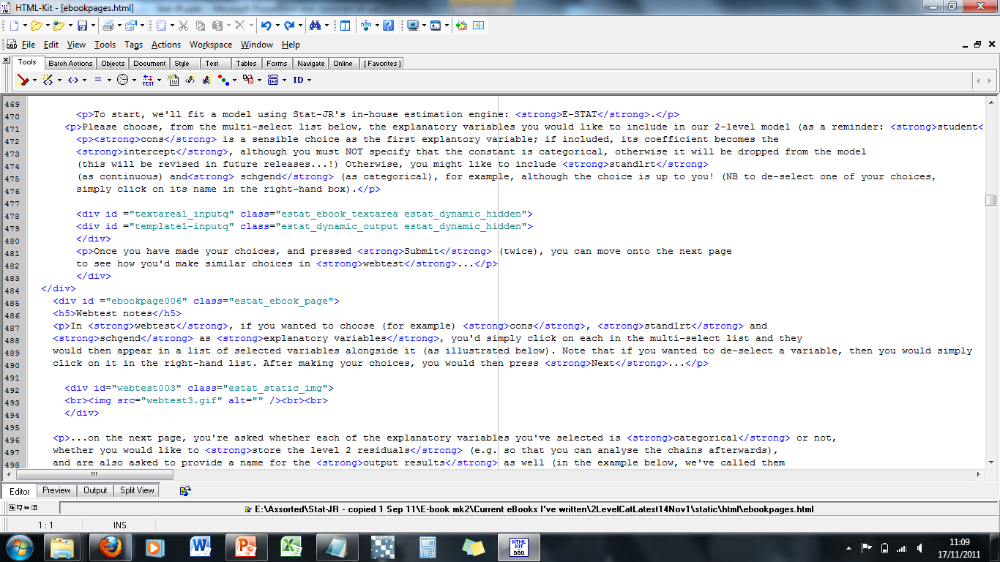 HTML-Kit - [ebookpages.html]
File Edit View Tools Tags Actions Workspace Window Help
Tools Batch Actions Objects Document Style Text Tables Forms Navigate Online [ Favorites ]
TEXT ID
469
470 <p>To start, we'll fit a model using Stat-JR's in-house estimation engine: <strong>E-STAT</strong>.</p>
471 <p>Please choose, from the multi-select list below, the explanatory variables you would like to include in our 2-level model (as a reminder: <strong>student<
472 <p><strong>cons</strong> is a sensible choice as the first explantory variable; if included, its coefficient becomes the
473 <strong>intercept</strong>, although you must NOT specify that the constant is categorical, otherwise it will be dropped from the model
474 (this will be revised in future releases...!) Otherwise, you might like to include <strong>standlrt</strong>
475 (as continuous) and<strong> schgend</strong> (as categorical), for example, although the choice is up to you! (NB to de-select one of your choices,
476 simply click on its name in the right-hand box).</p>
477
478 <div id ="textarea1_inputq" class="estat_ebook_textarea estat_dynamic_hidden">
479 <div id ="template1-inputq" class="estat_dynamic_output estat_dynamic_hidden">
480 </div>
481 <p>Once you have made your choices, and pressed <strong>Submit</strong> (twice), you can move onto the next page
482 to see how you'd make similar choices in <strong>webtest</strong>...</p>
483 </div>
484 </div>
485 <div id ="ebookpage006" class="estat_ebook_page">
486 <h5>Webtest notes</h5>
487 <p>In <strong>webtest</strong>, if you wanted to choose (for example) <strong>cons</strong>, <strong>standlrt</strong> and
488 <strong>schgend</strong> as <strong>explanatory variables</strong>, you'd simply click on each in the multi-select list and they
489 would then appear in a list of selected variables alongside it (as illustrated below). Note that if you wanted to de-select a variable, then you would simply
490 click on it in the right-hand list. After making your choices, you would then press <strong>Next</strong>...</p>
491
492 <div id="webtest003" class="estat_static_img">
493 <br><img src="webtest3.gif" alt="" /><br><br>
494 </div>
495
496 <p>...on the next page, you're asked whether each of the explanatory variables you've selected is <strong>categorical</strong> or not,
497 whether you would like to <strong>store the level 2 residuals</strong> (e.g. so that you can analyse the chains afterwards),
498 and are also asked to provide a name for the <strong>output results</strong> as well (in the example below, we've called them
Editor Preview Output Split View
E:\Assorted\Stat-JR - copied 1 Sep 11\E-book mk2\Current eBooks I've written\2LevelCatLatest14Nov1\static\html\ebookpages.html
1 : 1 INS
HTML KIT
11:09
17/11/2011